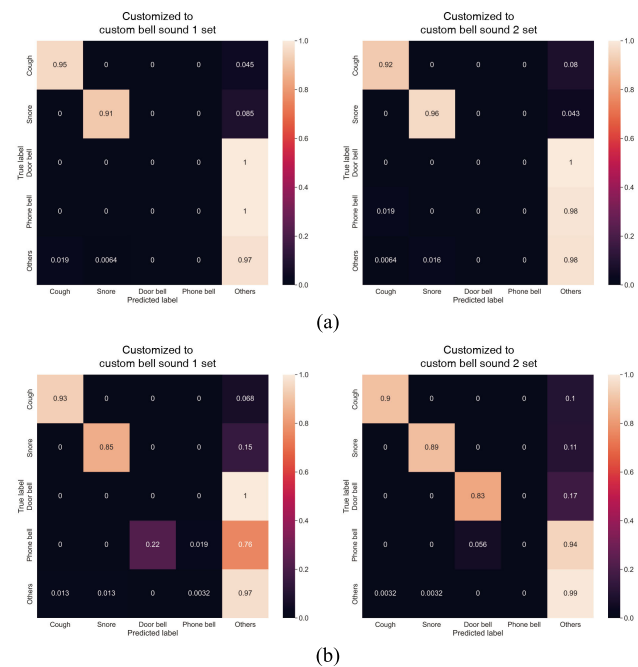 Customized to
custom bell sound 1 set
Cough 0.95 0 0 0 0.045
Snore 0 0.91 0 0 0.085
Door bell 0 0 0 0 1
Phone bell 0 0 0 0 1
Others 0.019 0.0064 0 0 0.97
True label
Cough Snore Door bell Phone bell Others
Predicted label
1.0
0.8
0.6
0.4
0.2
0.0
Customized to
custom bell sound 2 set
Cough 0.92 0 0 0 0.08
Snore 0 0.96 0 0 0.043
Door bell 0 0 0 0 1
Phone bell 0.019 0 0 0 0.98
Others 0.0064 0.016 0 0 0.98
True label
Cough Snore Door bell Phone bell Others
Predicted label
1.0
0.8
0.6
0.4
0.2
0.0
(a)
Customized to
custom bell sound 1 set
Cough 0.93 0 0 0 0.068
Snore 0 0.85 0 0 0.15
Door bell 0 0 0 0 1
Phone bell 0 0 0.22 0.019 0.76
Others 0.013 0.013 0 0.0032 0.97
True label
Cough Snore Door bell Phone bell Others
Predicted label
1.0
0.8
0.6
0.4
0.2
0.0
Customized to
custom bell sound 2 set
Cough 0.9 0 0 0 0.1
Snore 0 0.89 0 0 0.11
Door bell 0 0 0.83 0 0.17
Phone bell 0 0 0.056 0 0.94
Others 0.0032 0.0032 0 0 0.99
True label
Cough Snore Door bell Phone bell Others
Predicted label
1.0
0.8
0.6
0.4
0.2
0.0
(b)